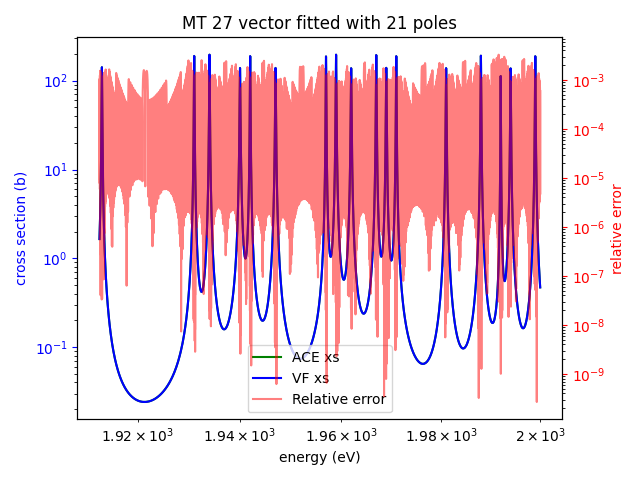 MT 27 vector fitted with 21 poles
cross section (b)
10² 10¹ 10⁰ 10⁻¹
10⁻³ 10⁻⁴ 10⁻⁵ 10⁻⁶ 10⁻⁷ 10⁻⁸ 10⁻⁹
relative error
ACE xs
VF xs
Relative error
1.92 × 10³ 1.94 × 10³ 1.96 × 10³ 1.98 × 10³ 2 × 10³
energy (eV)